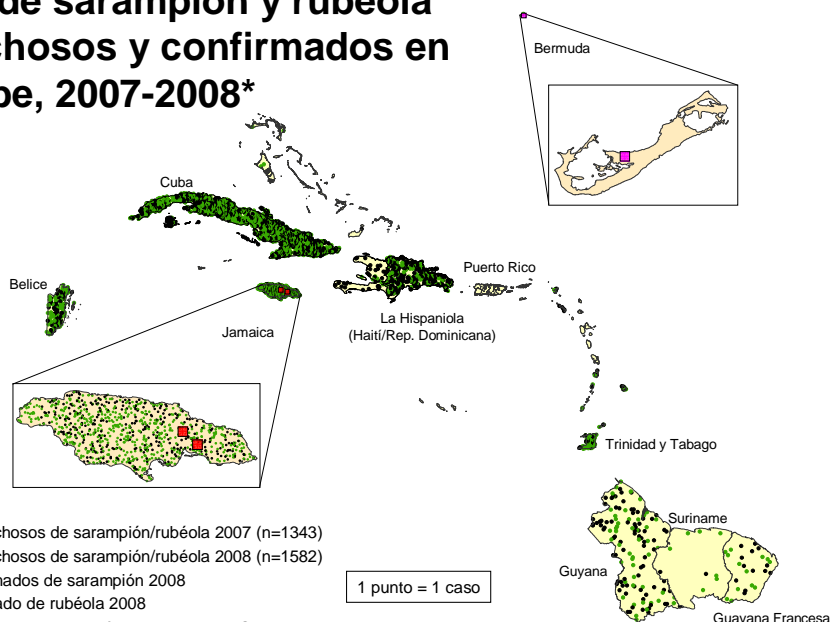 de sarampión y rubéola
chosos y confirmados en
be, 2007-2008*
Bermuda
Cuba
Puerto Rico
Belice
La Hispaniola
(Haití/Rep. Dominicana)
Jamaica
Trinidad y Tabago
Suriname
Guyana
Guayana Francesa
chosos de sarampión/rubéola 2007 (n=1343)
chosos de sarampión/rubéola 2008 (n=1582)
nados de sarampión 2008
ado de rubéola 2008
1 punto = 1 caso